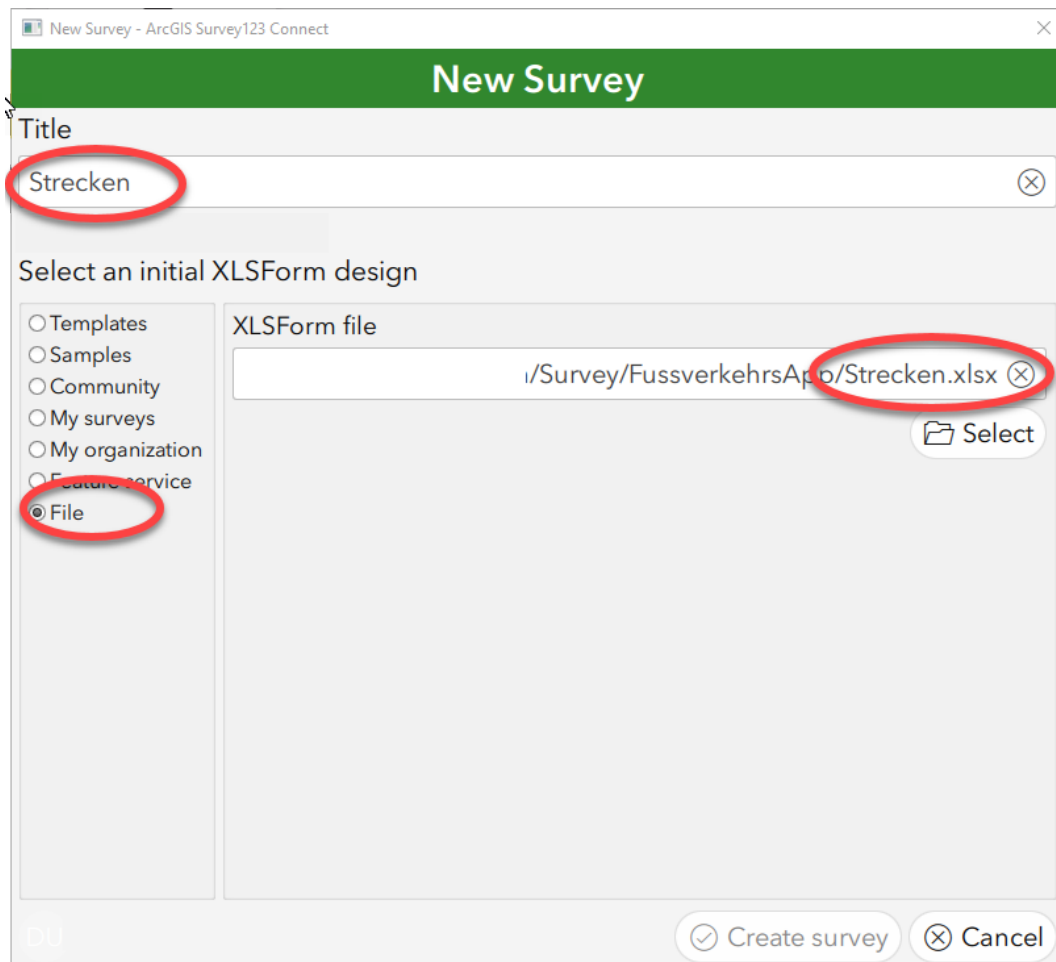 New Survey - ArcGIS Survey123 Connect
New Survey
Title
Strecken
Select an initial XLSForm design
Templates
Samples
Community
My surveys
My organization
Feature service
File
XLSForm file
/Survey/FussverkehrsApp/Strecken.xlsx
Select
DU
Create survey
Cancel